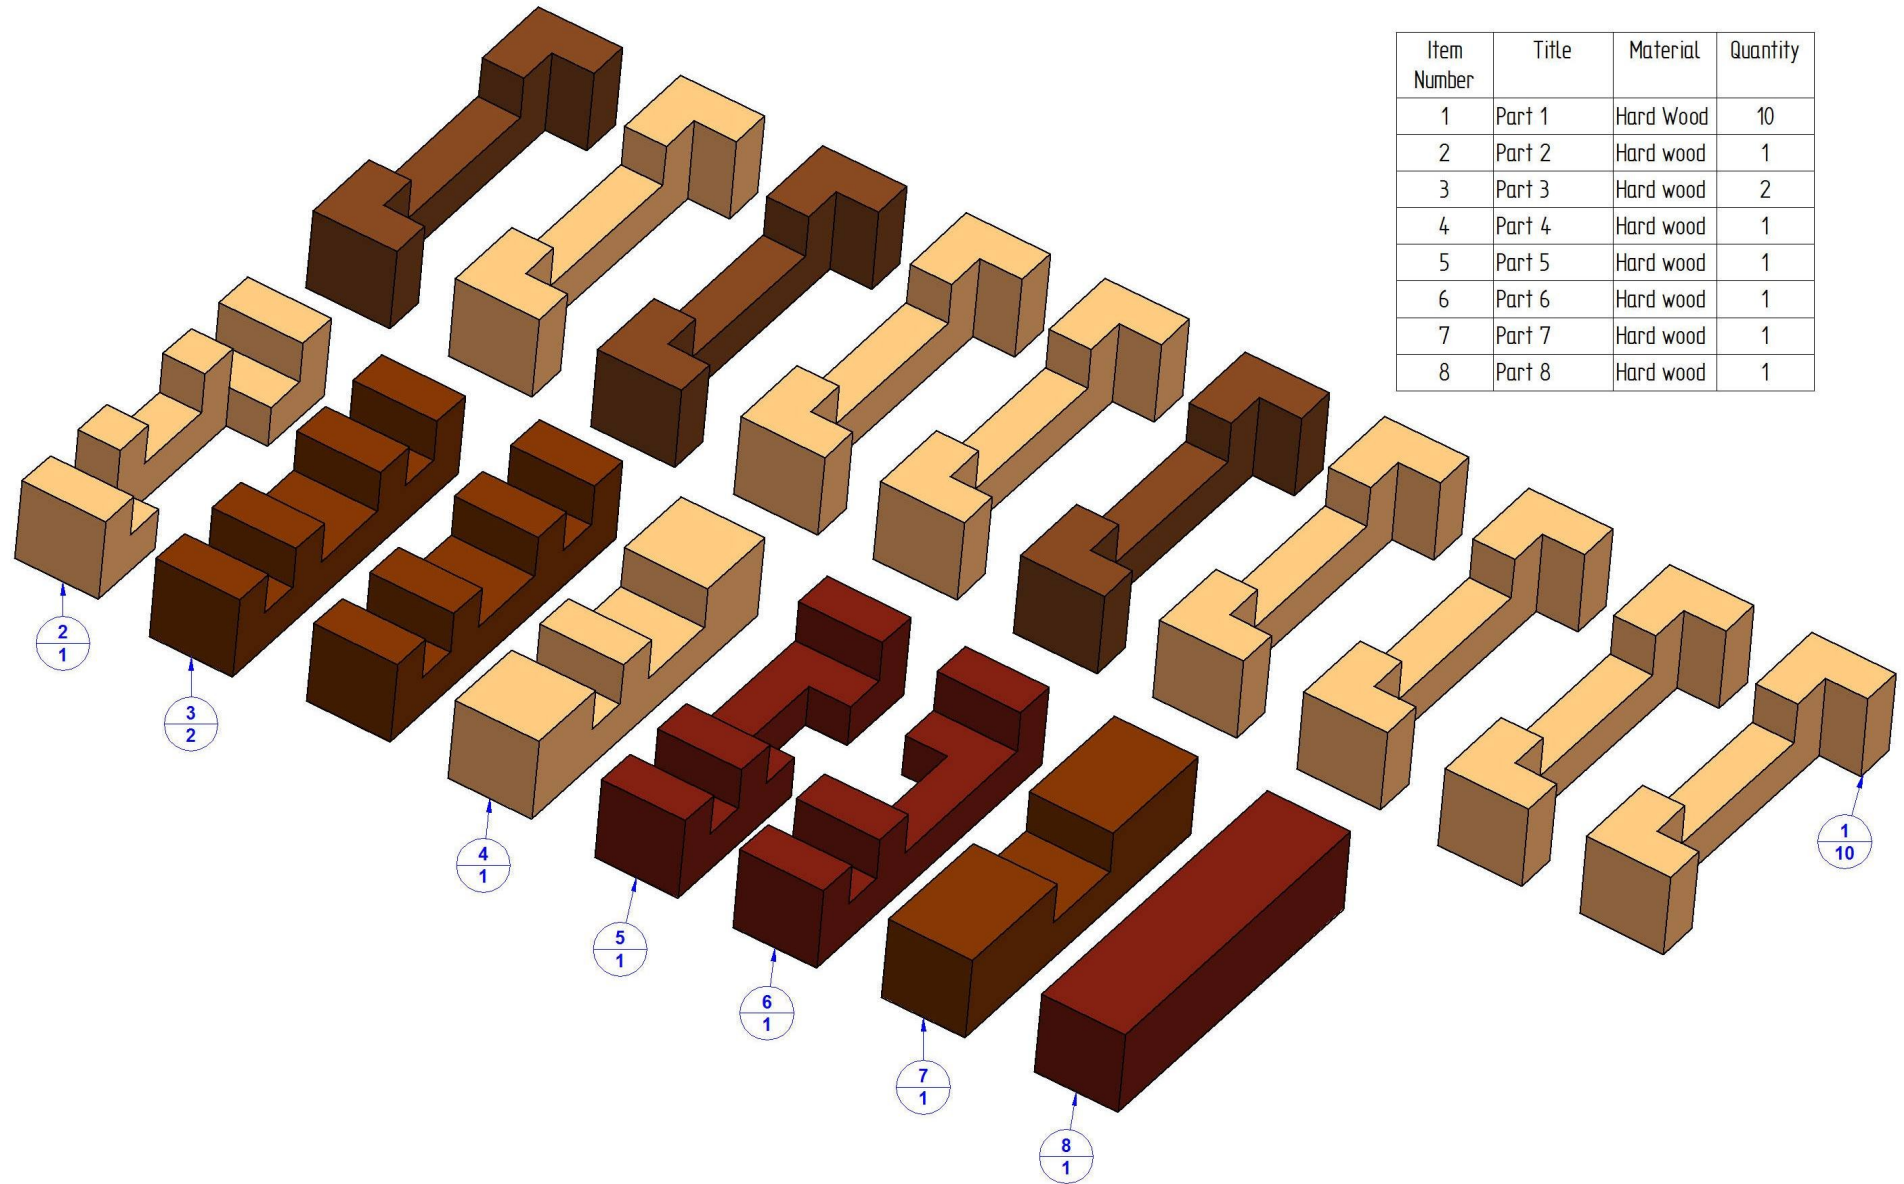 Item Number Title Material Quantity
1 Part 1 Hard Wood 10
2 Part 2 Hard wood 1
3 Part 3 Hard wood 2
4 Part 4 Hard wood 1
5 Part 5 Hard wood 1
6 Part 6 Hard wood 1
7 Part 7 Hard wood 1
8 Part 8 Hard wood 1
2
1
3
2
4
1
5
1
6
1
7
1
8
1
1
10